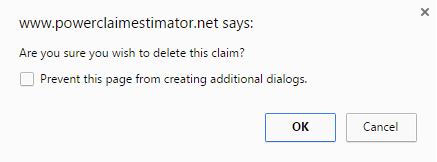 www.powerclaimestimator.net says:
Are you sure you wish to delete this claim?
Prevent this page from creating additional dialogs.
OK Cancel